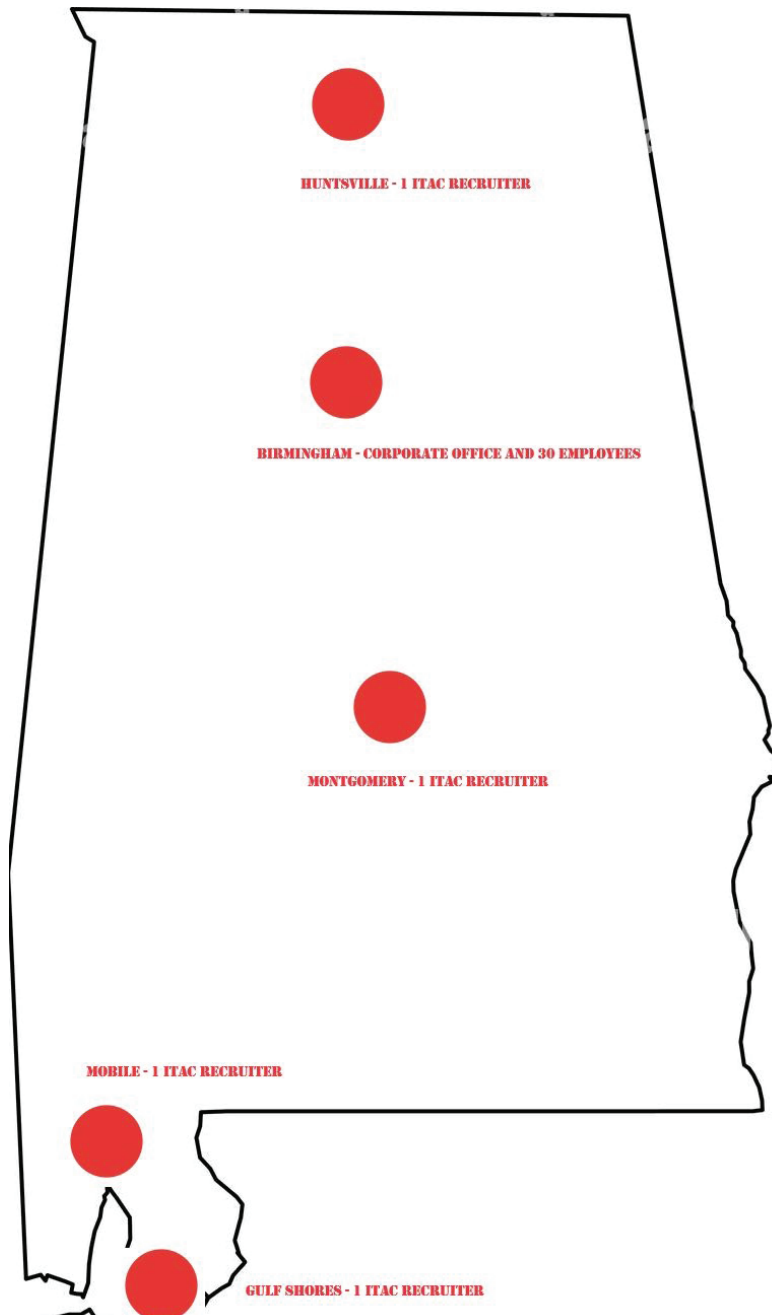 HUNTSVILLE - 1 ITAC RECRUITER
BIRMINGHAM - CORPORATE OFFICE AND 30 EMPLOYEES
MONTGOMERY - 1 ITAC RECRUITER
MOBILE - 1 ITAC RECRUITER
GULF SHORES - 1 ITAC RECRUITER